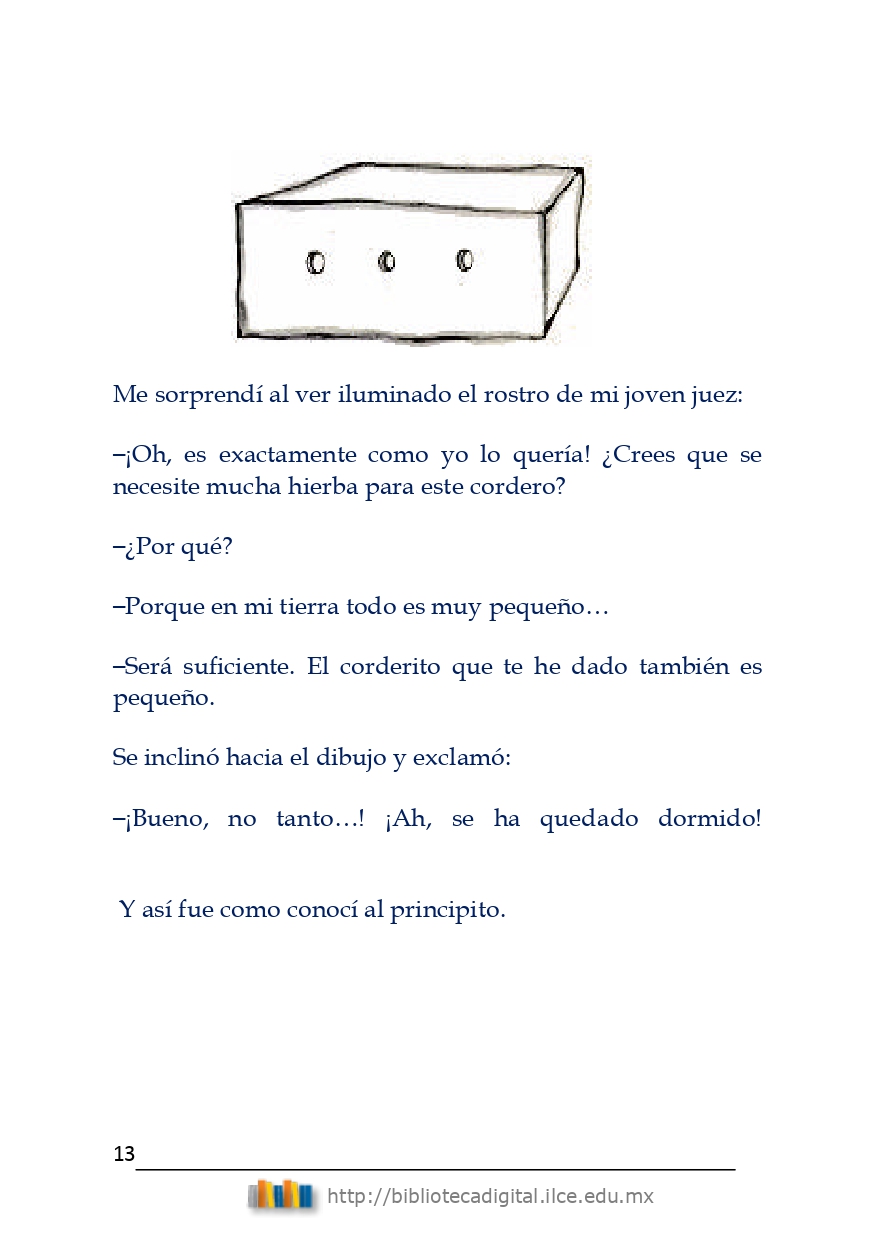 Me sorprendí al ver iluminado el rostro de mi joven juez:
–¡Oh, es exactamente como yo lo quería! ¿Crees que se
necesite mucha hierba para este cordero?
–¿Por qué?
–Porque en mi tierra todo es muy pequeño…
–Será suficiente. El corderito que te he dado también es
pequeño.
Se inclinó hacia el dibujo y exclamó:
–¡Bueno, no tanto…! ¡Ah, se ha quedado dormido!
Y así fue como conocí al principito.
13
http://bibliotecadigital.ilce.edu.mx